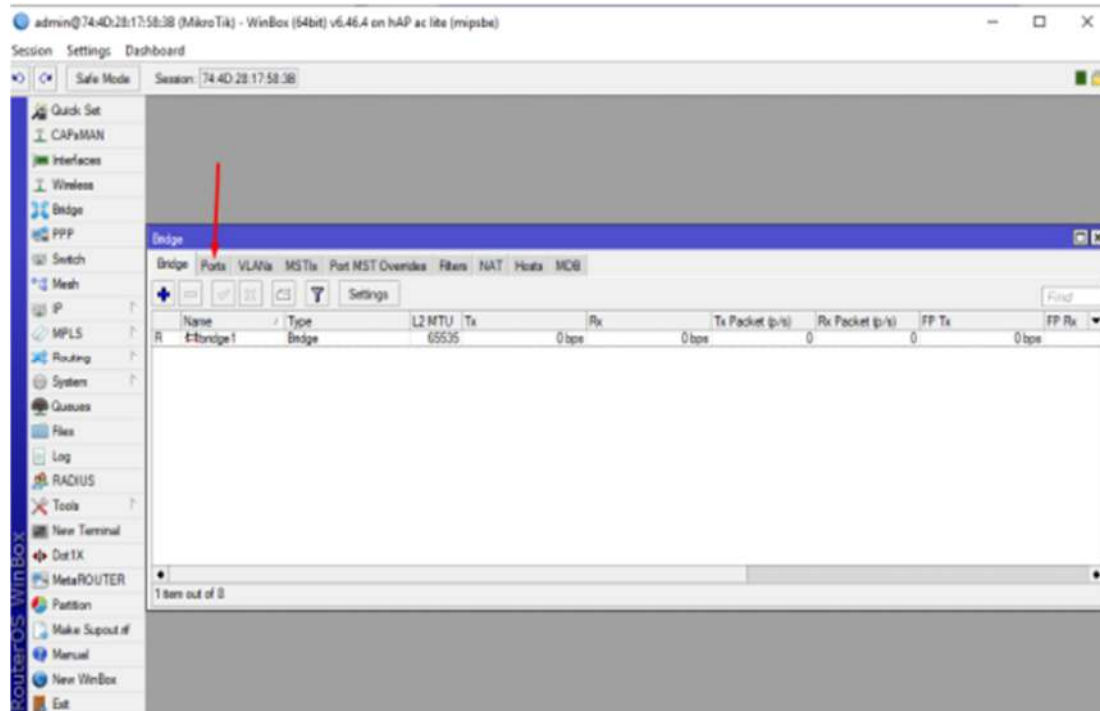 admin@74:4D:28:17:58:3B (MikroTik) - WinBox (64bit) v6.46.4 on hAP ac lite (mipsbe)
Session Settings Dashboard
Safe Mode Session: 74:4D:28:17:58:3B
Quick Set
CAPsMAN
Interfaces
Wireless
Bridge
PPP
Switch
Mesh
IP
MPLS
Routing
System
Queues
Files
Log
RADIUS
Tools
New Terminal
Dot1X
MetaROUTER
Partition
Make Supout.rif
Manual
New WinBox
Exit
RouterOS WinBox
Bridge
Bridge Ports VLANs MSTIs Port MST Overrides Filters NAT Hosts MDB
Settings Find
Name / Type L2 MTU Tx Rx Tx Packet (p/s) Rx Packet (p/s) FP Tx FP Rx
R bridge1 Bridge 65535 0 bps 0 bps 0 0 0 bps
1 item out of 8